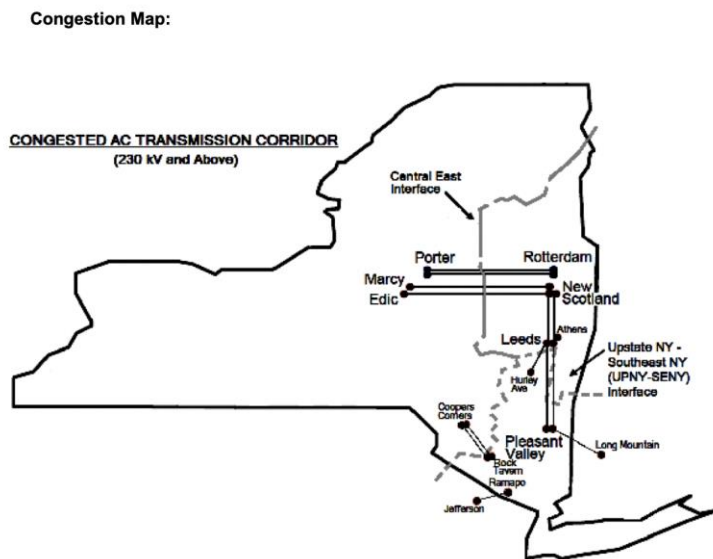 Congestion Map:
CONGESTED AC TRANSMISSION CORRIDOR
(230 kV and Above)
Central East
Interface
Porter
Rotterdam
Marcy
New
Edic
Scotland
Leeds
Athens
Upstate NY -
Southeast NY
(UPNY-SENY)
Interface
Hurley
Ave
Coopers
Corners
Pleasant
Valley
Long Mountain
Rock
Tavern
Ramapo
Jefferson